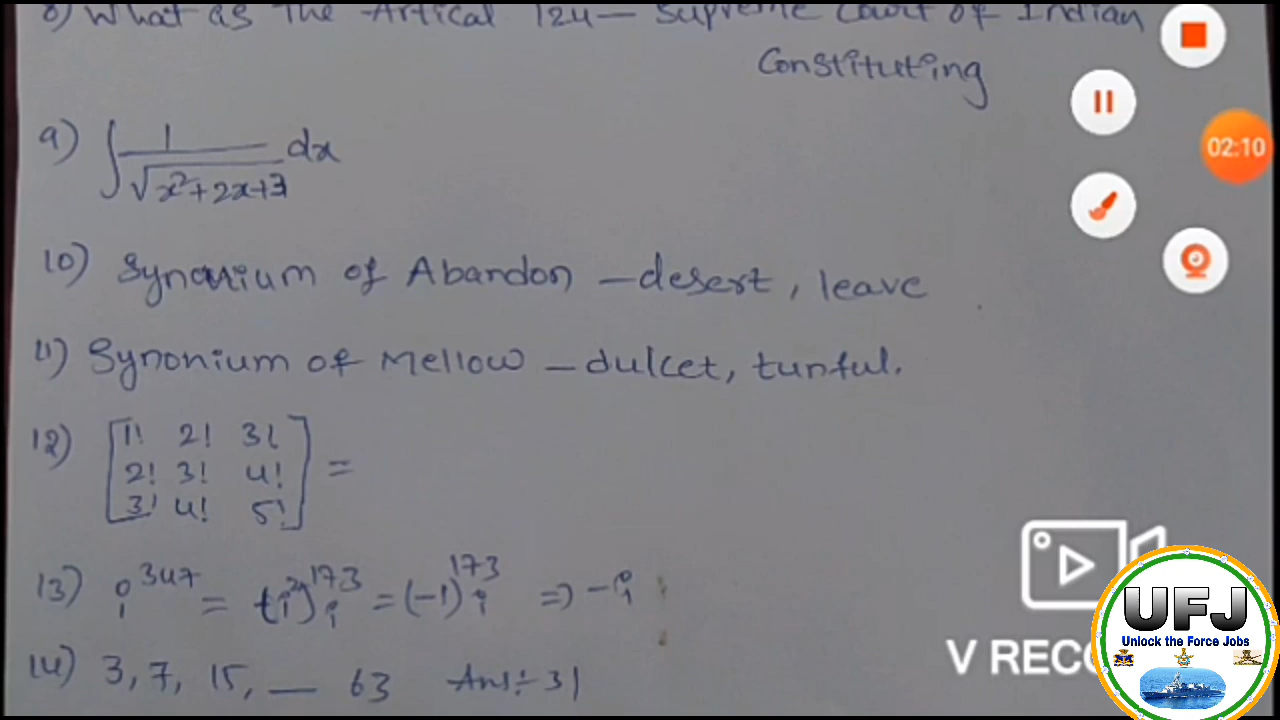 8) What is The Artical 124 – Supreme Court of Indian
Constituting
02:10
9) ∫ 1/√(x²+2x+3) dx
10) Synonium of Abandon – desert, leave
11) Synonium of Mellow – dulcet, tunful.
12) [1! 2! 3!
2! 3! 4! =
3! 4! 5!]
13) i³⁴⁷ = (i²)¹⁷³ i = (-1)¹⁷³ i => -i
14) 3, 7, 15, __ 63 Ans:- 31
V REC
UFJ
Unlock the Force Jobs